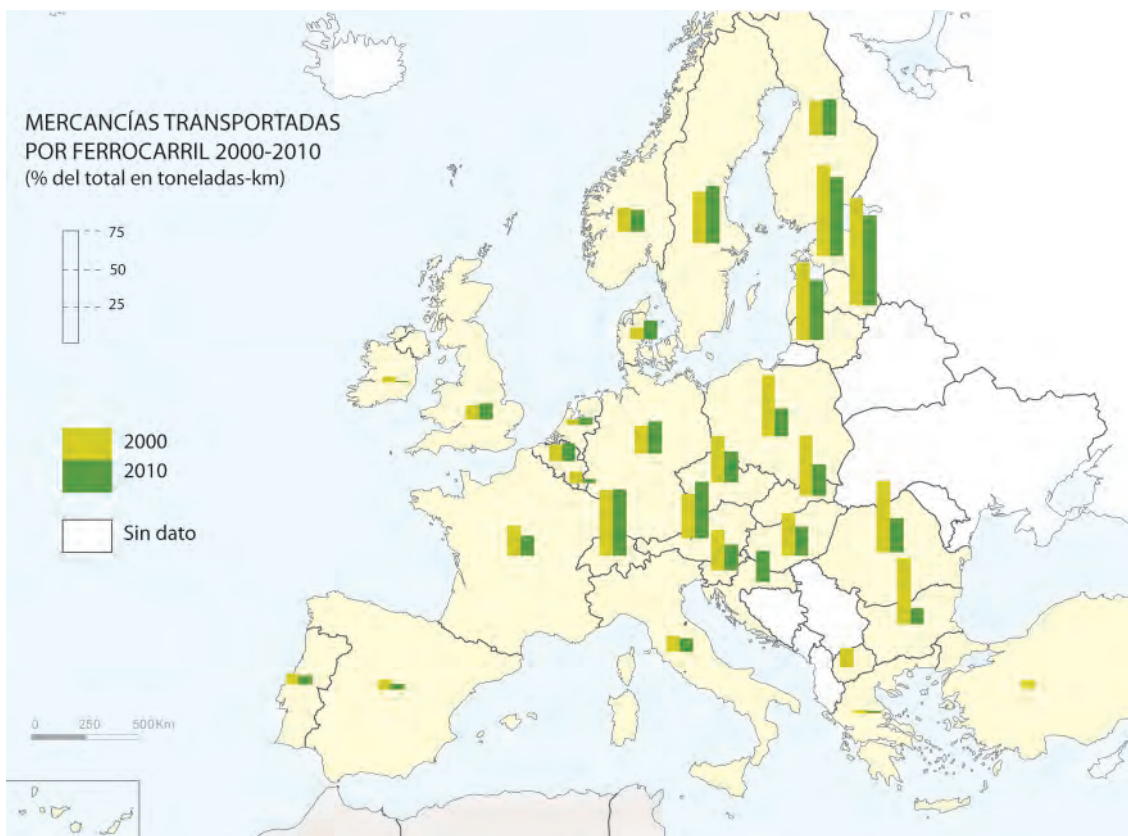 MERCANCÍAS TRANSPORTADAS
POR FERROCARRIL 2000-2010
(% del total en toneladas-km)
75
50
25
2000
2010
Sin dato
0 250 500Km